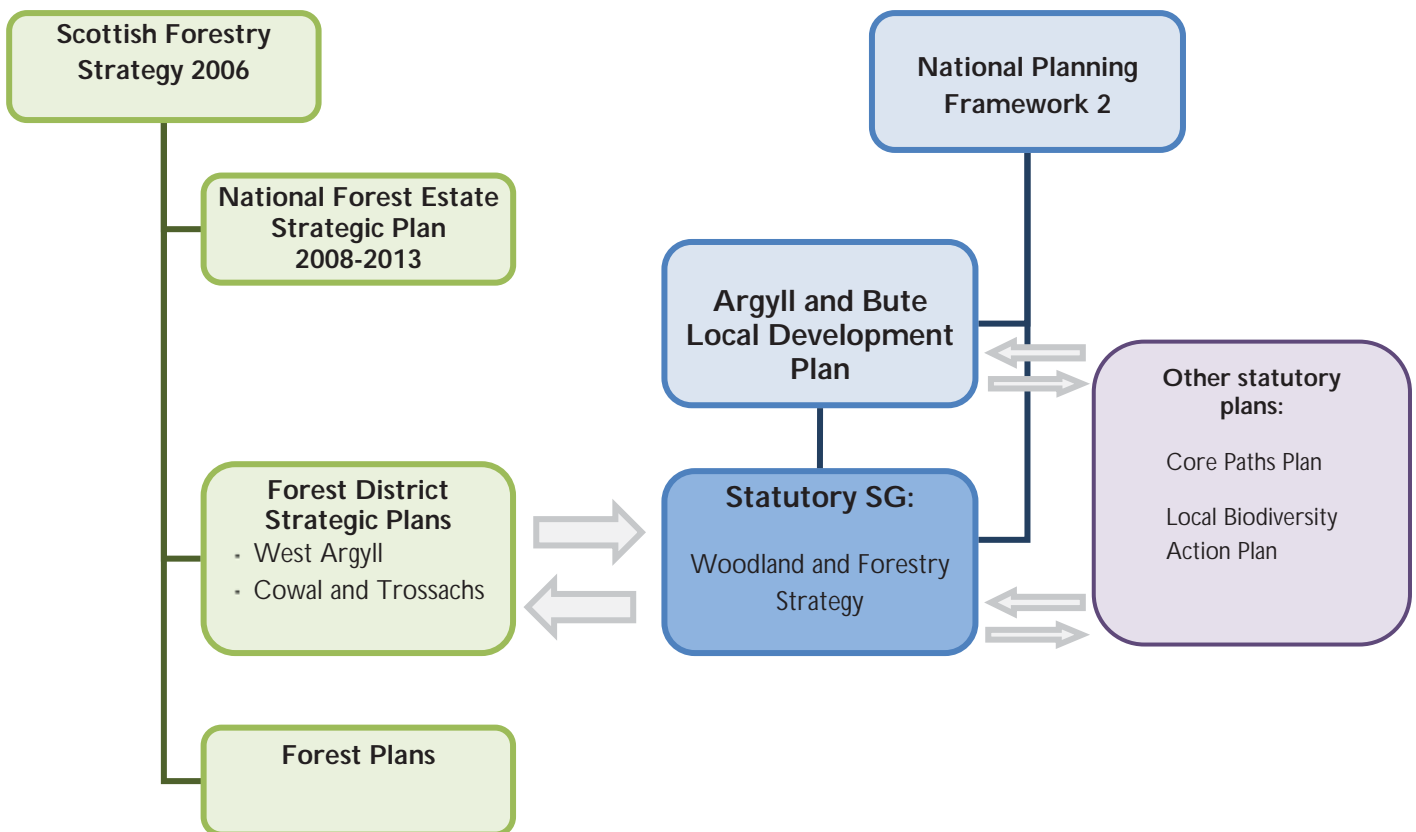 Scottish Forestry
Strategy 2006
National Planning
Framework 2
National Forest Estate
Strategic Plan
2008-2013
Argyll and Bute
Local Development
Plan
Other statutory
plans:
Core Paths Plan
Local Biodiversity
Action Plan
Forest District
Strategic Plans
- West Argyll
- Cowal and Trossachs
Statutory SG:
Woodland and Forestry
Strategy
Forest Plans